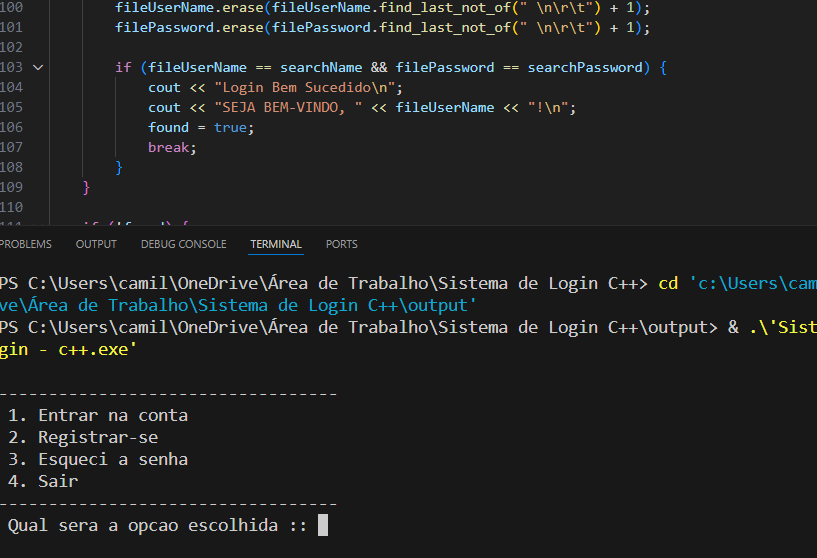 100 fileUserName.erase(fileUserName.find_last_not_of(" \n\r\t") + 1);
101 filePassword.erase(filePassword.find_last_not_of(" \n\r\t") + 1);
102
103 if (fileUserName == searchName && filePassword == searchPassword) {
104 cout << "Login Bem Sucedido\n";
105 cout << "SEJA BEM-VINDO, " << fileUserName << "!\n";
106 found = true;
107 break;
108 }
109 }
110
PROBLEMS OUTPUT DEBUG CONSOLE TERMINAL PORTS
PS C:\Users\camil\OneDrive\Área de Trabalho\Sistema de Login C++> cd 'c:\Users\cam
ve\Área de Trabalho\Sistema de Login C++\output'
PS C:\Users\camil\OneDrive\Área de Trabalho\Sistema de Login C++\output> & .\'Sist
gin - c++.exe'
----------------------------------
1. Entrar na conta
2. Registrar-se
3. Esqueci a senha
4. Sair
----------------------------------
Qual sera a opcao escolhida ::